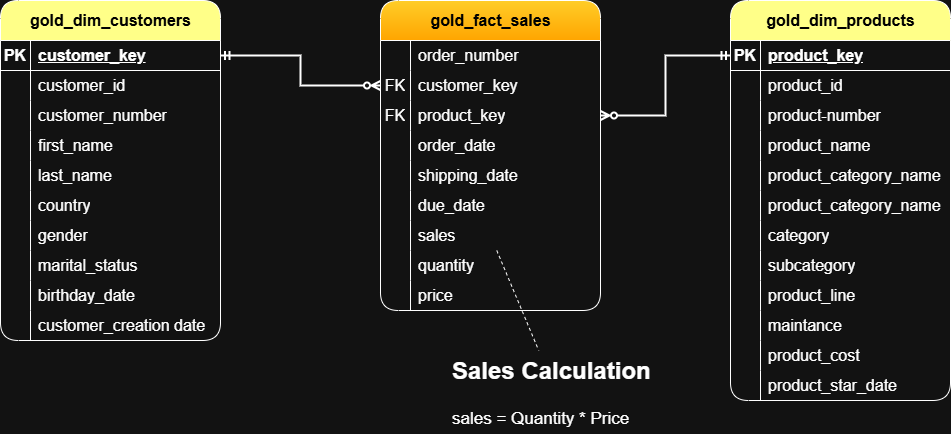 gold_dim_customers
PK customer_key
customer_id
customer_number
first_name
last_name
country
gender
marital_status
birthday_date
customer_creation date
gold_fact_sales
order_number
FK customer_key
FK product_key
order_date
shipping_date
due_date
sales
quantity
price
Sales Calculation
sales = Quantity * Price
gold_dim_products
PK product_key
product_id
product-number
product_name
product_category_name
product_category_name
category
subcategory
product_line
maintance
product_cost
product_star_date